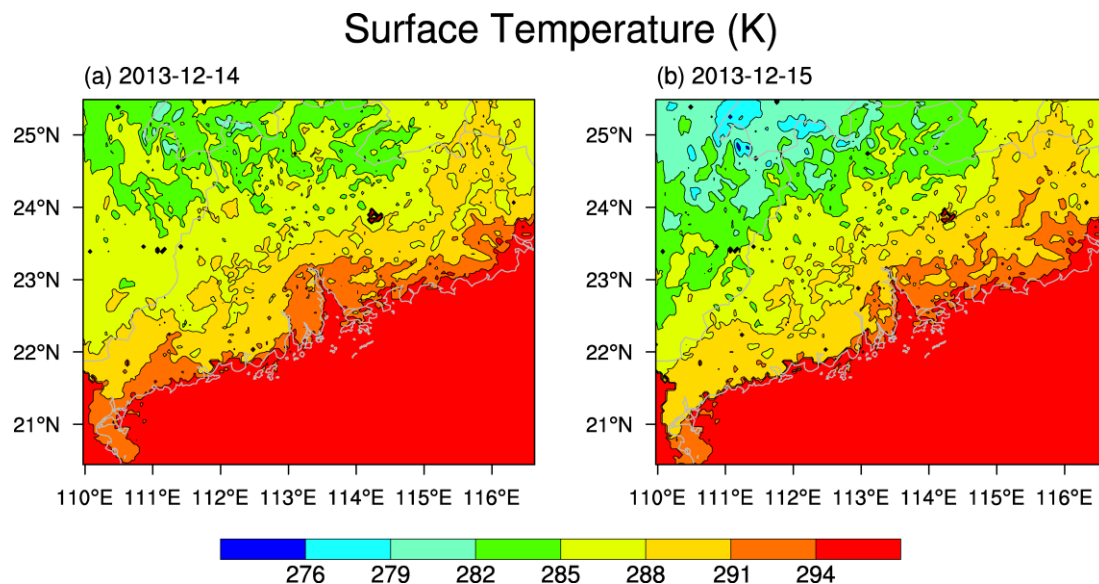 Surface Temperature (K)
(a) 2013-12-14
(b) 2013-12-15
25°N
24°N
23°N
22°N
21°N
110°E 111°E 112°E 113°E 114°E 115°E 116°E
25°N
24°N
23°N
22°N
21°N
110°E 111°E 112°E 113°E 114°E 115°E 116°E
276 279 282 285 288 291 294